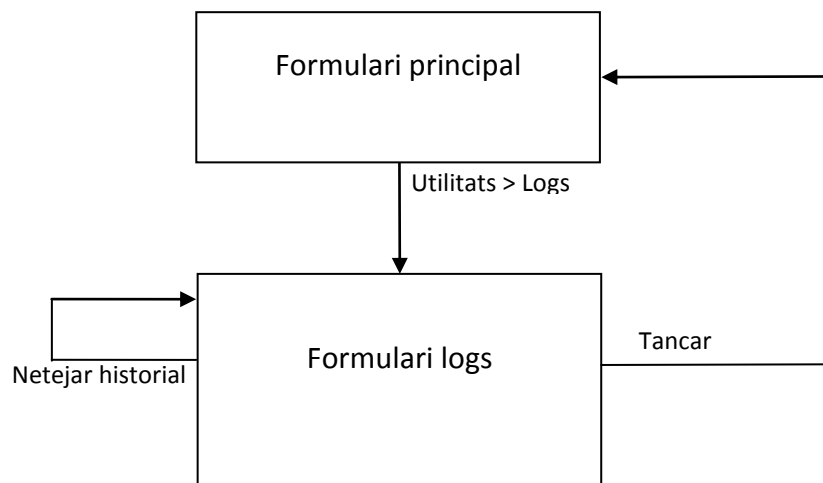 Formulari principal
Utilitats > Logs
Tancar
Formulari logs
Netejar historial